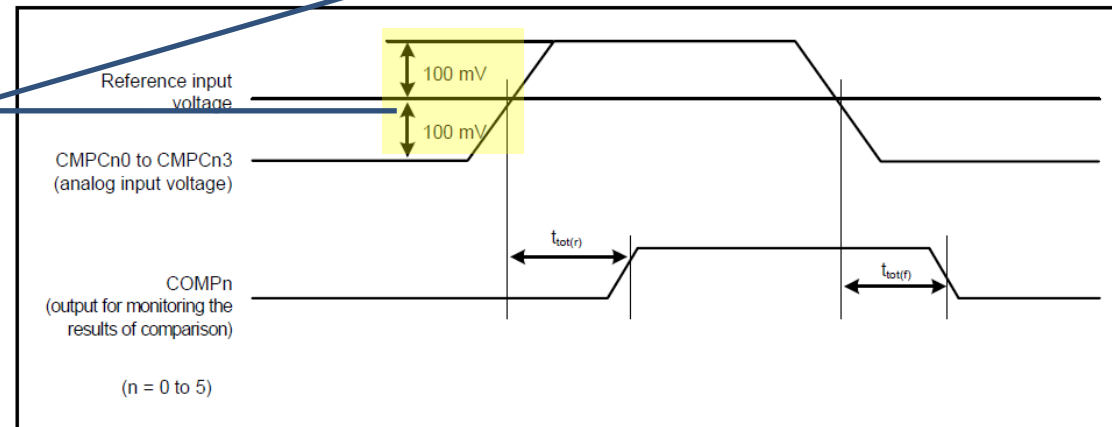 100 mV
Reference input
voltage
100 mV
CMPCn0 to CMPCn3
(analog input voltage)
ttot(r)
ttot(f)
COMPn
(output for monitoring the
results of comparison)
(n = 0 to 5)